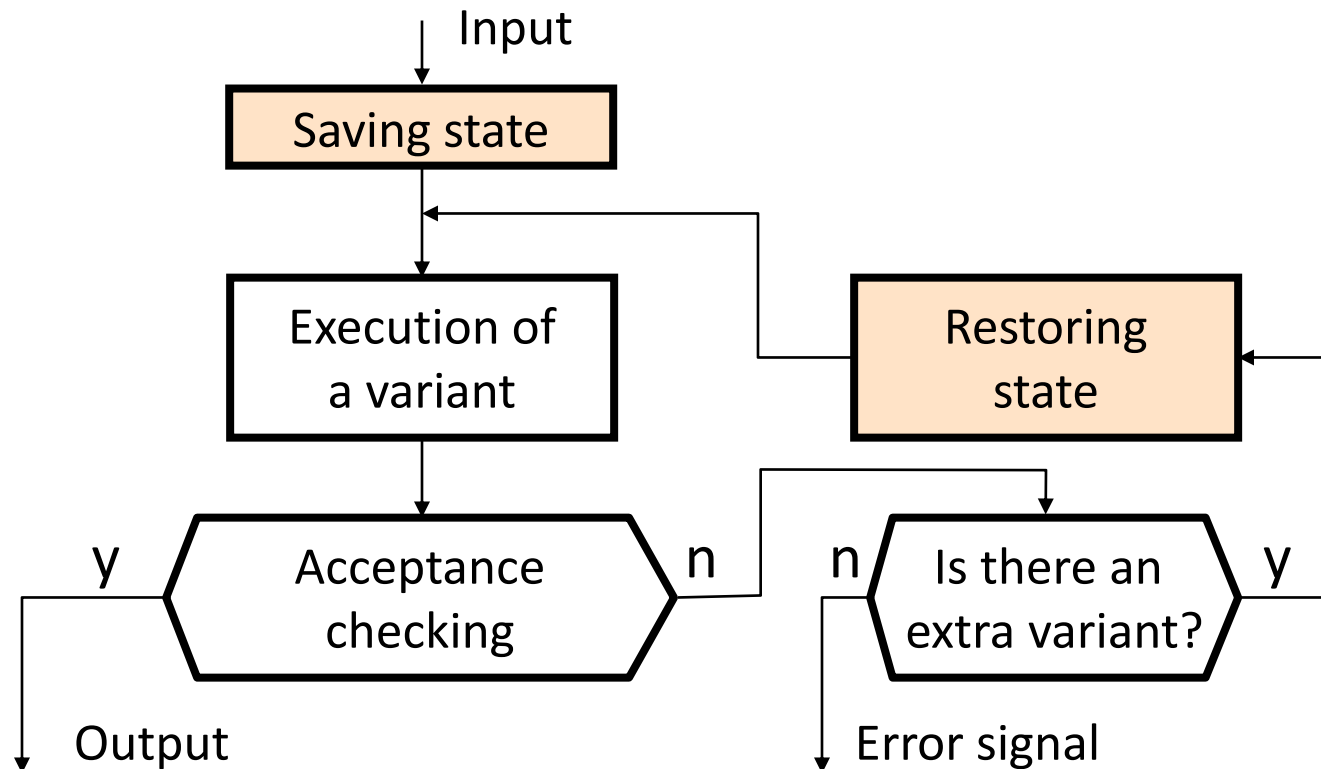 Input
Saving state
Execution of
a variant
Restoring
state
y
Acceptance
checking
n
n
Is there an
extra variant?
y
Output
Error signal